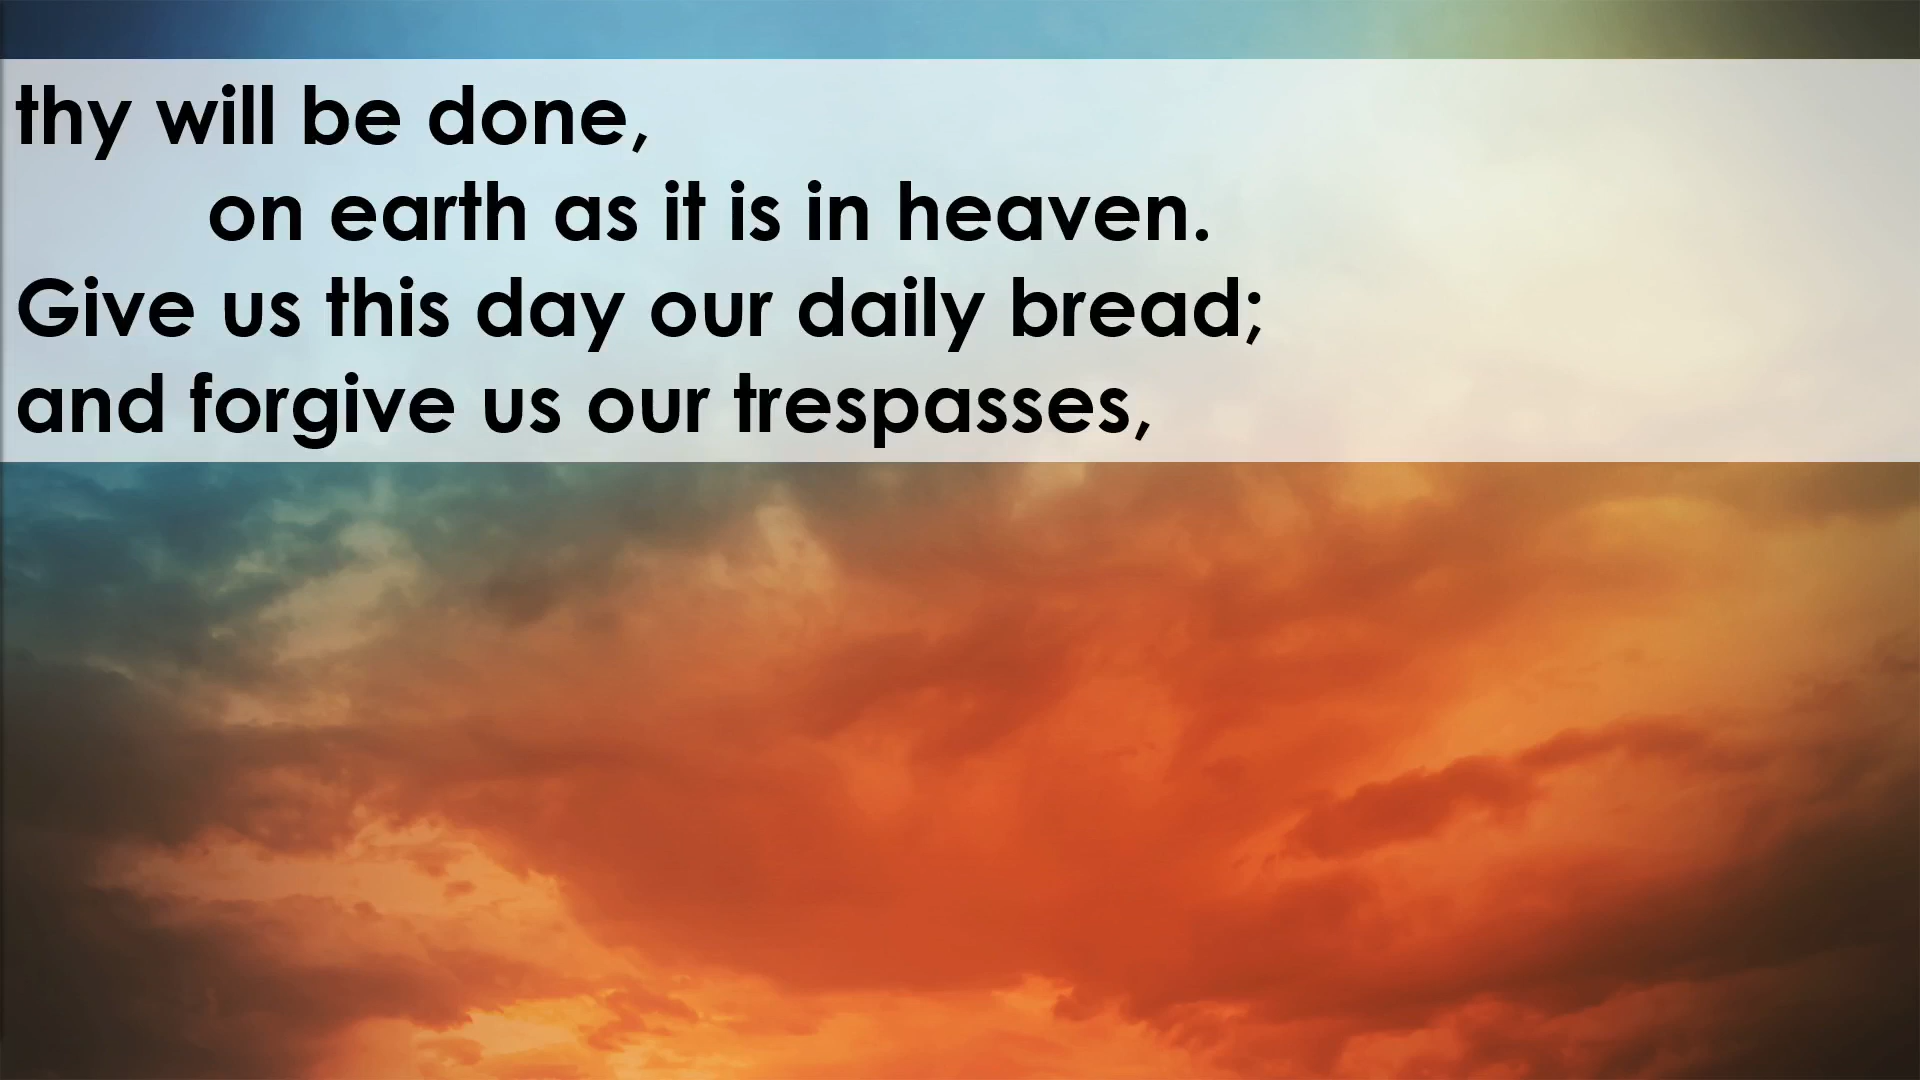 thy will be done,
on earth as it is in heaven.
Give us this day our daily bread;
and forgive us our trespasses,